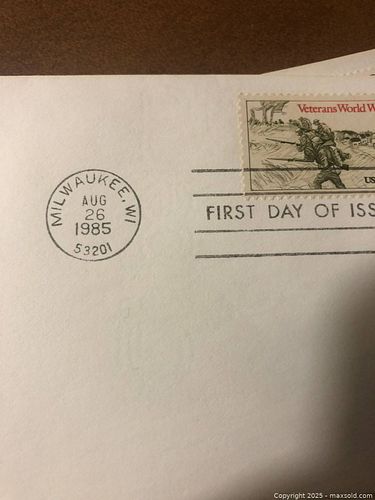 Veterans World W
US
MILWAUKEE, WI
AUG
26
1985
53201
FIRST DAY OF ISS
Copyright 2025 - maxsold.com